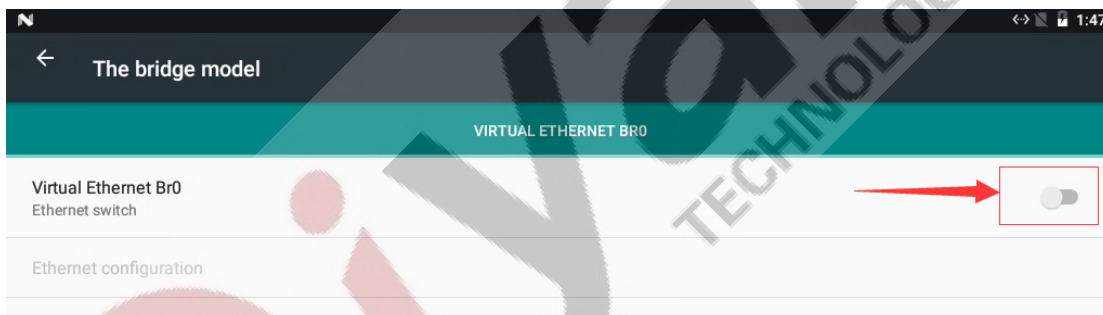 1:47
The bridge model
VIRTUAL ETHERNET BR0
Virtual Ethernet Br0
Ethernet switch
Ethernet configuration
TECHNOLO